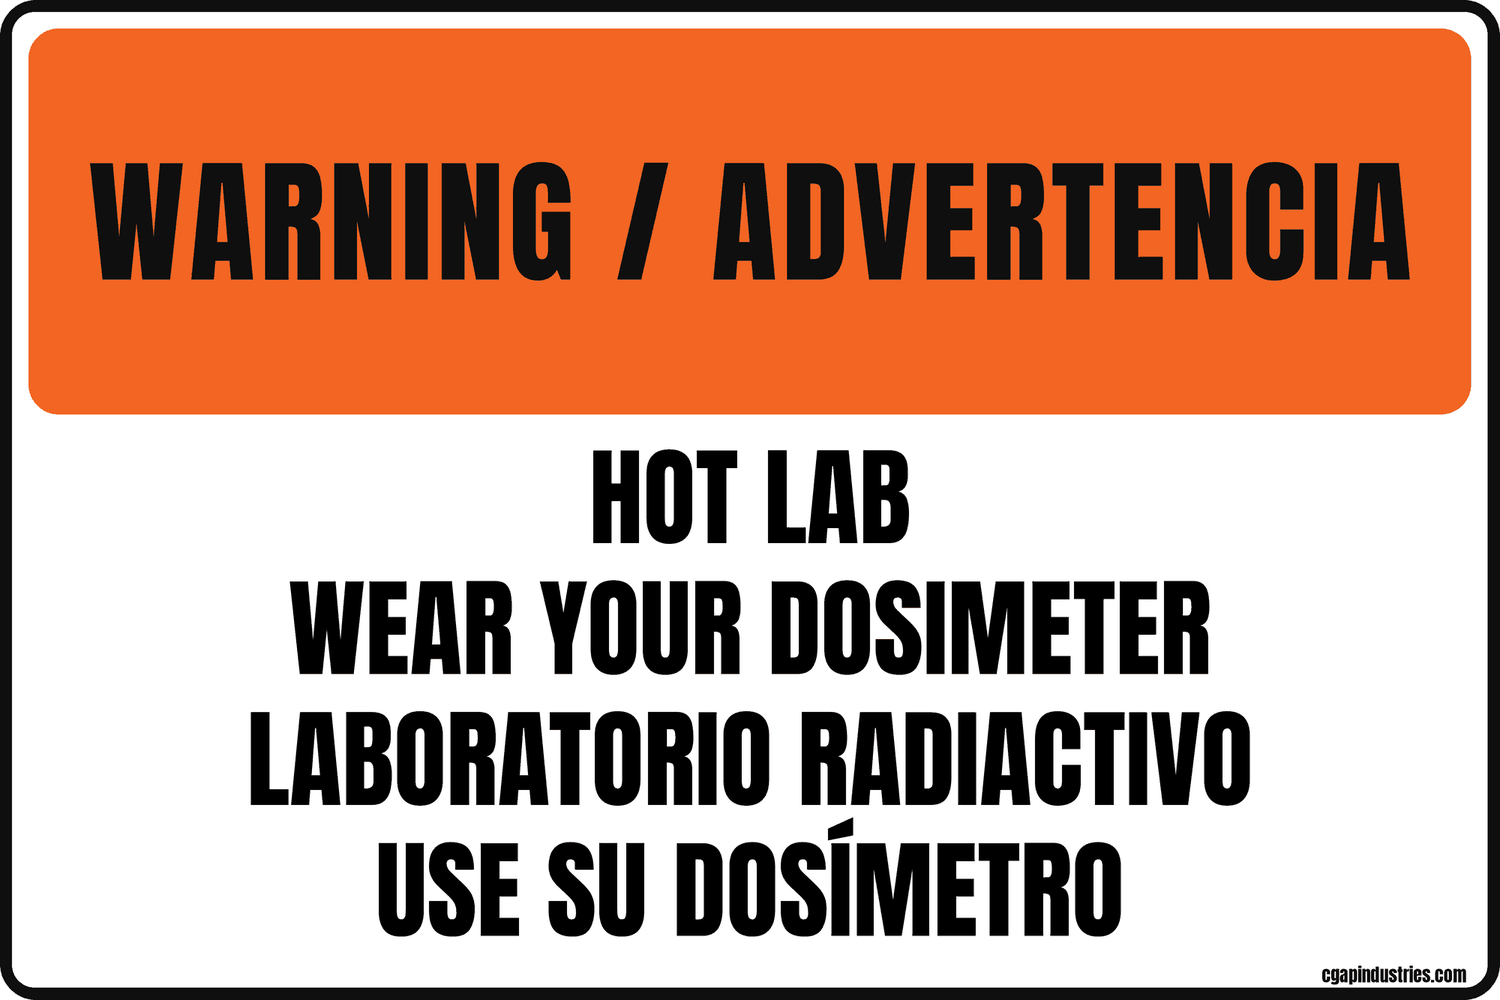 WARNING / ADVERTENCIA
HOT LAB
WEAR YOUR DOSIMETER
LABORATORIO RADIACTIVO
USE SU DOSÍMETRO
cgapindustries.com